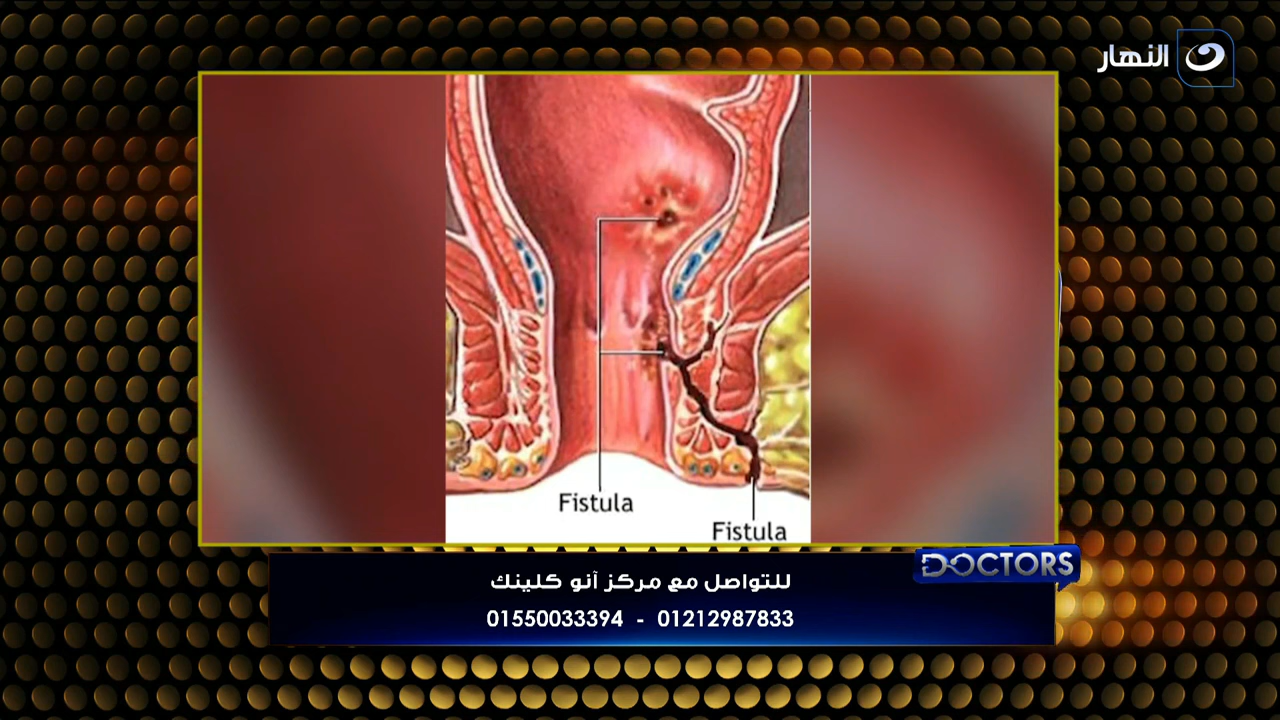 النهار
Fistula
Fistula
DOCTORS
للتواصل مع مركز آنو كلينك
01550033394 - 01212987833